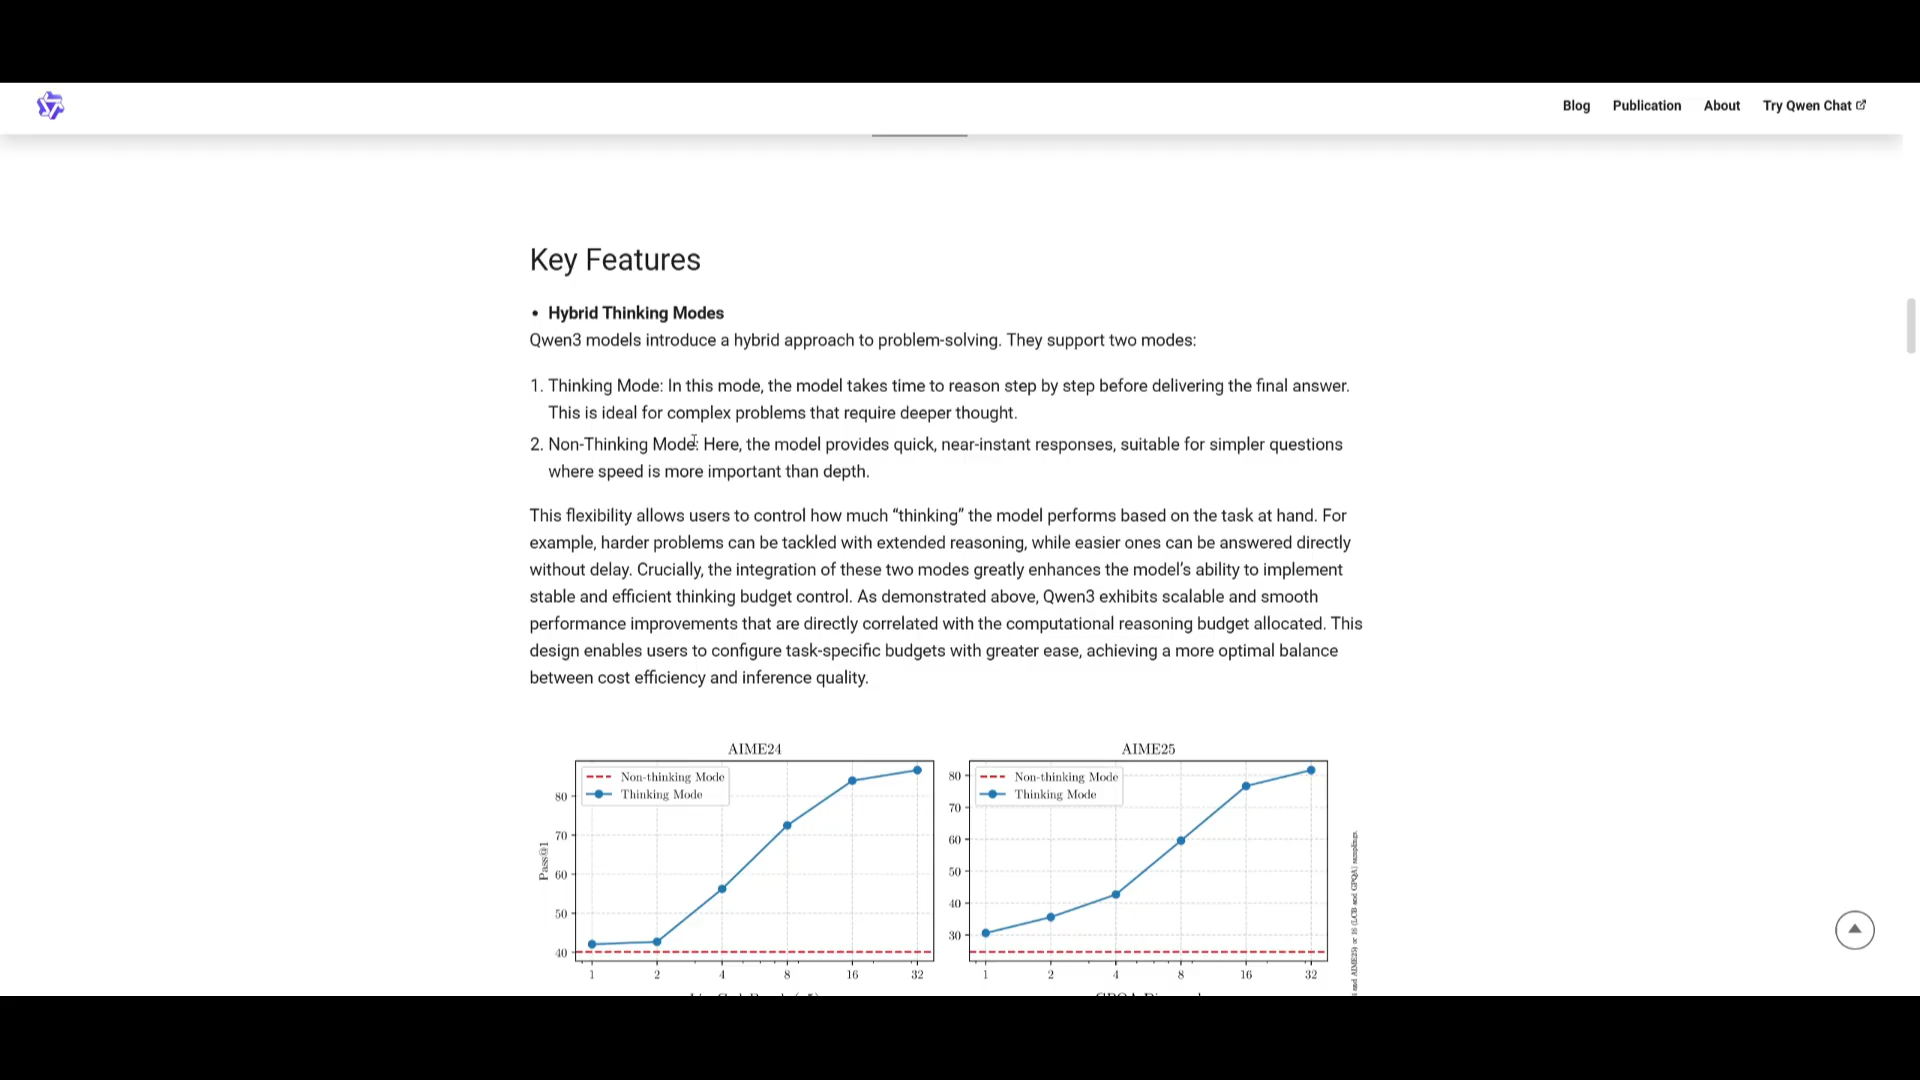 Blog Publication About Try Qwen Chat
Key Features
• Hybrid Thinking Modes
Qwen3 models introduce a hybrid approach to problem-solving. They support two modes:
1. Thinking Mode: In this mode, the model takes time to reason step by step before delivering the final answer.
This is ideal for complex problems that require deeper thought.
2. Non-Thinking Mode: Here, the model provides quick, near-instant responses, suitable for simpler questions
where speed is more important than depth.
This flexibility allows users to control how much “thinking” the model performs based on the task at hand. For
example, harder problems can be tackled with extended reasoning, while easier ones can be answered directly
without delay. Crucially, the integration of these two modes greatly enhances the model’s ability to implement
stable and efficient thinking budget control. As demonstrated above, Qwen3 exhibits scalable and smooth
performance improvements that are directly correlated with the computational reasoning budget allocated. This
design enables users to configure task-specific budgets with greater ease, achieving a more optimal balance
between cost efficiency and inference quality.
AIME24
Non-thinking Mode
Thinking Mode
Pass@1
80
70
60
50
40
1 2 4 8 16 32
AIME25
Non-thinking Mode
Thinking Mode
80
70
60
50
40
30
1 2 4 8 16 32
and AIME25) or 16 (LCB and GPQA) samplings.